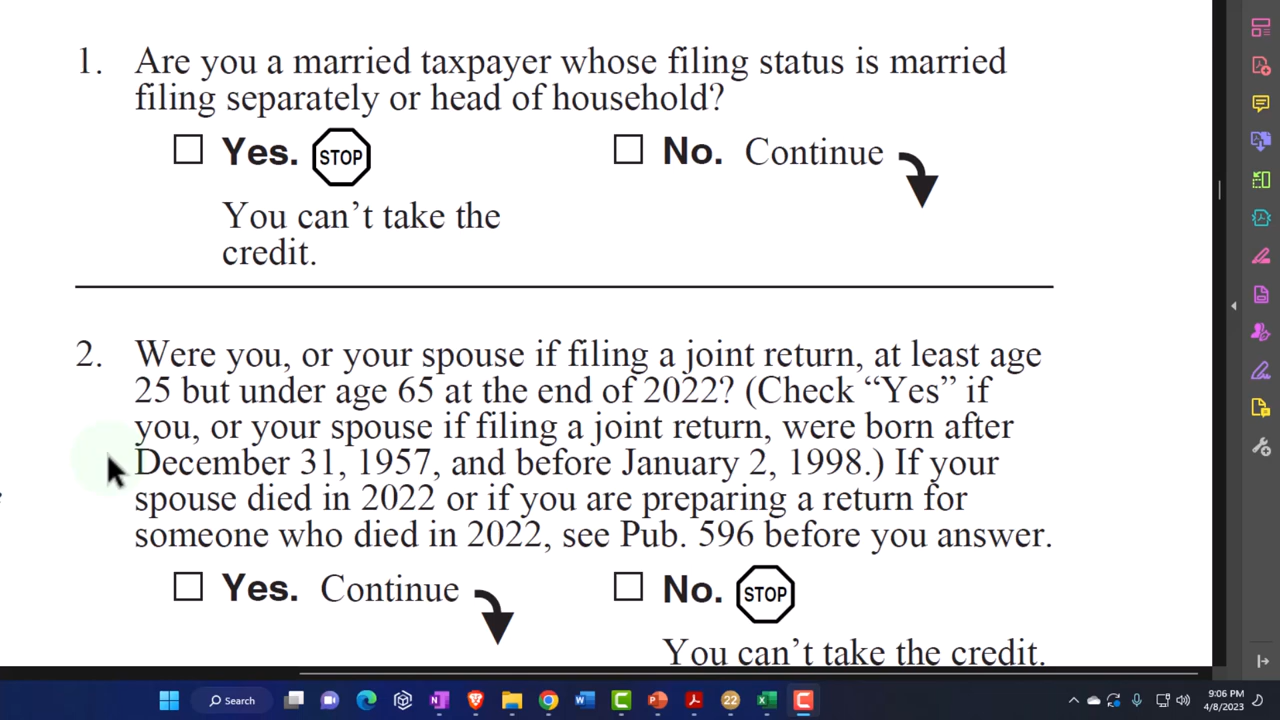 1. Are you a married taxpayer whose filing status is married
filing separately or head of household?
Yes. STOP
No. Continue
You can’t take the
credit.
2. Were you, or your spouse if filing a joint return, at least age
25 but under age 65 at the end of 2022? (Check “Yes” if
you, or your spouse if filing a joint return, were born after
December 31, 1957, and before January 2, 1998.) If your
spouse died in 2022 or if you are preparing a return for
someone who died in 2022, see Pub. 596 before you answer.
Yes. Continue
No. STOP
You can’t take the credit.
Search
22
9:06 PM
4/8/2023